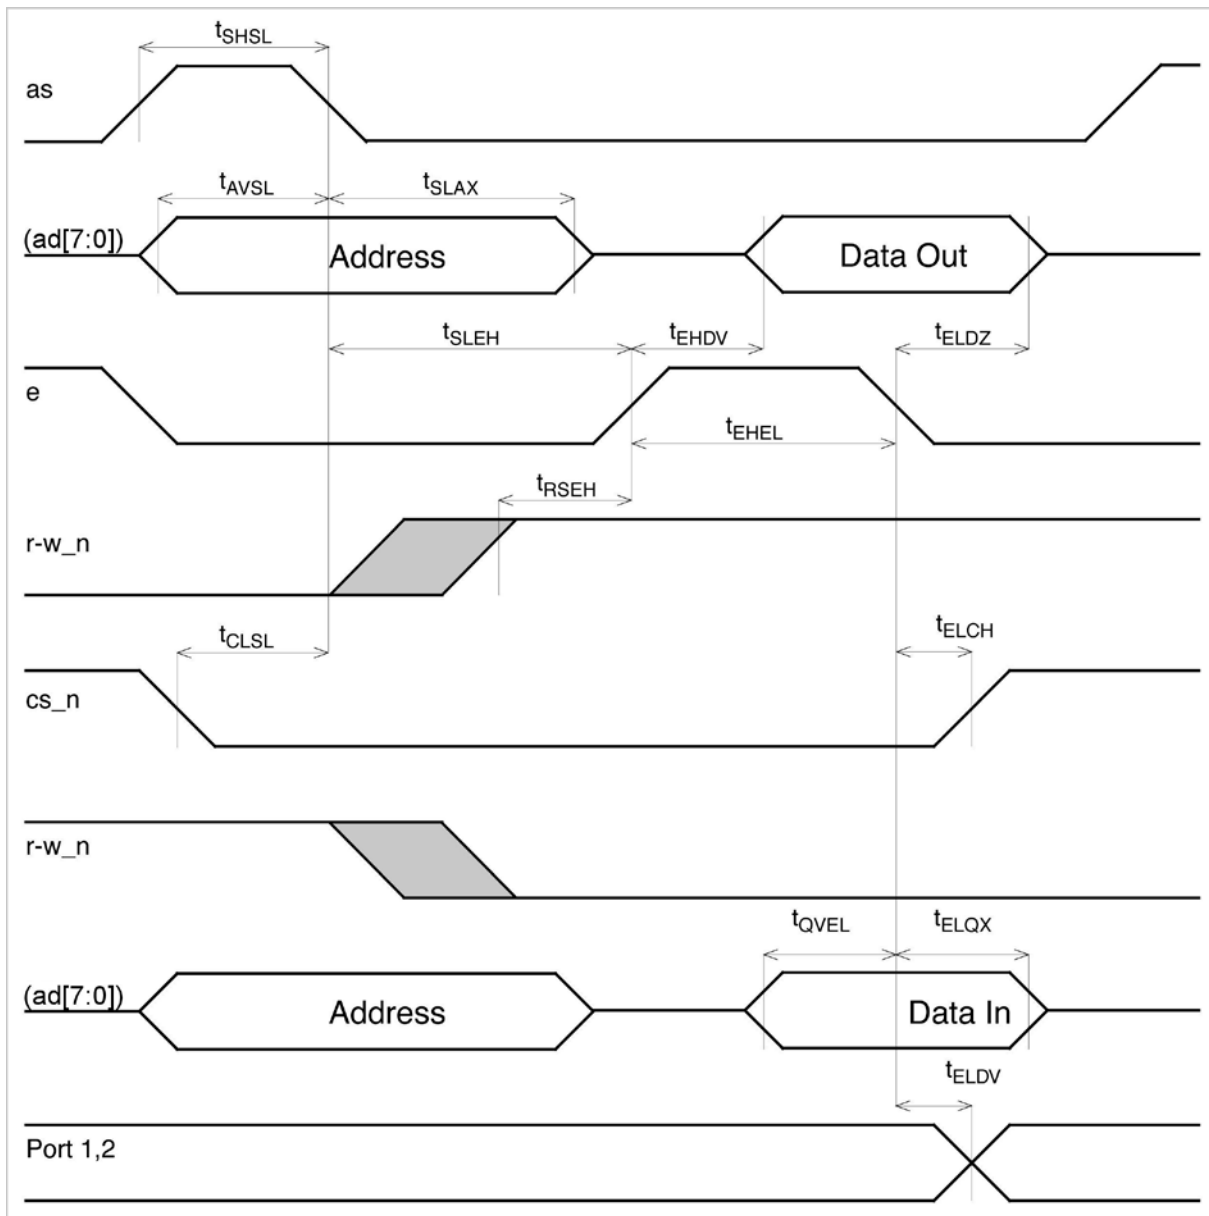 tSHSL
as
tAVSL tSLAX
(ad[7:0]) Address Data Out
tSLEH tEHDV tELDZ
e
tEHEL
tRSEH
r-w_n
tCLSL tELCH
cs_n
r-w_n
tQVEL tELQX
(ad[7:0]) Address Data In
tELDV
Port 1,2